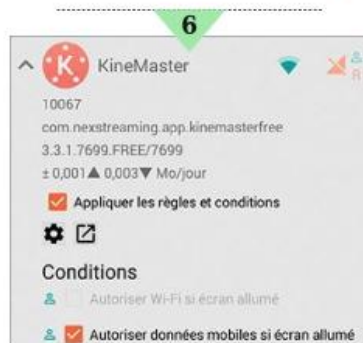 6
KineMaster
R
10067
com.nexstreaming.app.kinemasterfree
3.3.1.7699.FREE/7699
± 0,001▲ 0,003▼ Mo/jour
Appliquer les règles et conditions
Conditions
Autoriser Wi-Fi si écran allumé
Autoriser données mobiles si écran allumé